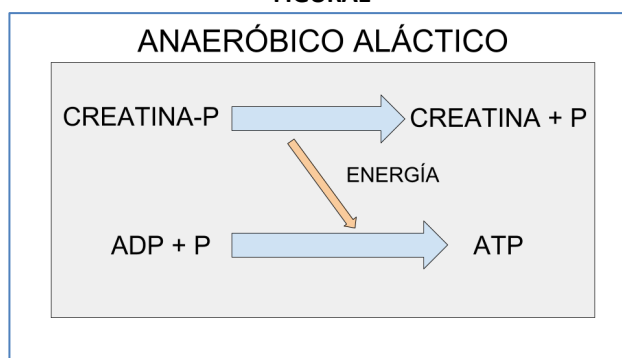 ANAERÓBICO ALÁCTICO
CREATINA-P CREATINA + P
ENERGÍA
ADP + P ATP